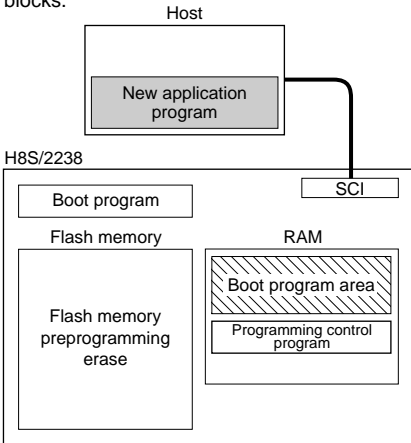 blocks.
Host
New application
program
H8S/2238
SCI
Boot program
Flash memory
RAM
Boot program area
Flash memory
preprogramming
erase
Programming control
program